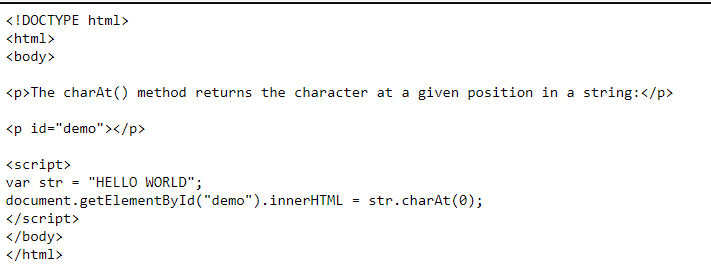 <!DOCTYPE html>
<html>
<body>
<p>The charAt() method returns the character at a given position in a string:</p>
<p id="demo"></p>
<script>
var str = "HELLO WORLD";
document.getElementById("demo").innerHTML = str.charAt(0);
</script>
</body>
</html>